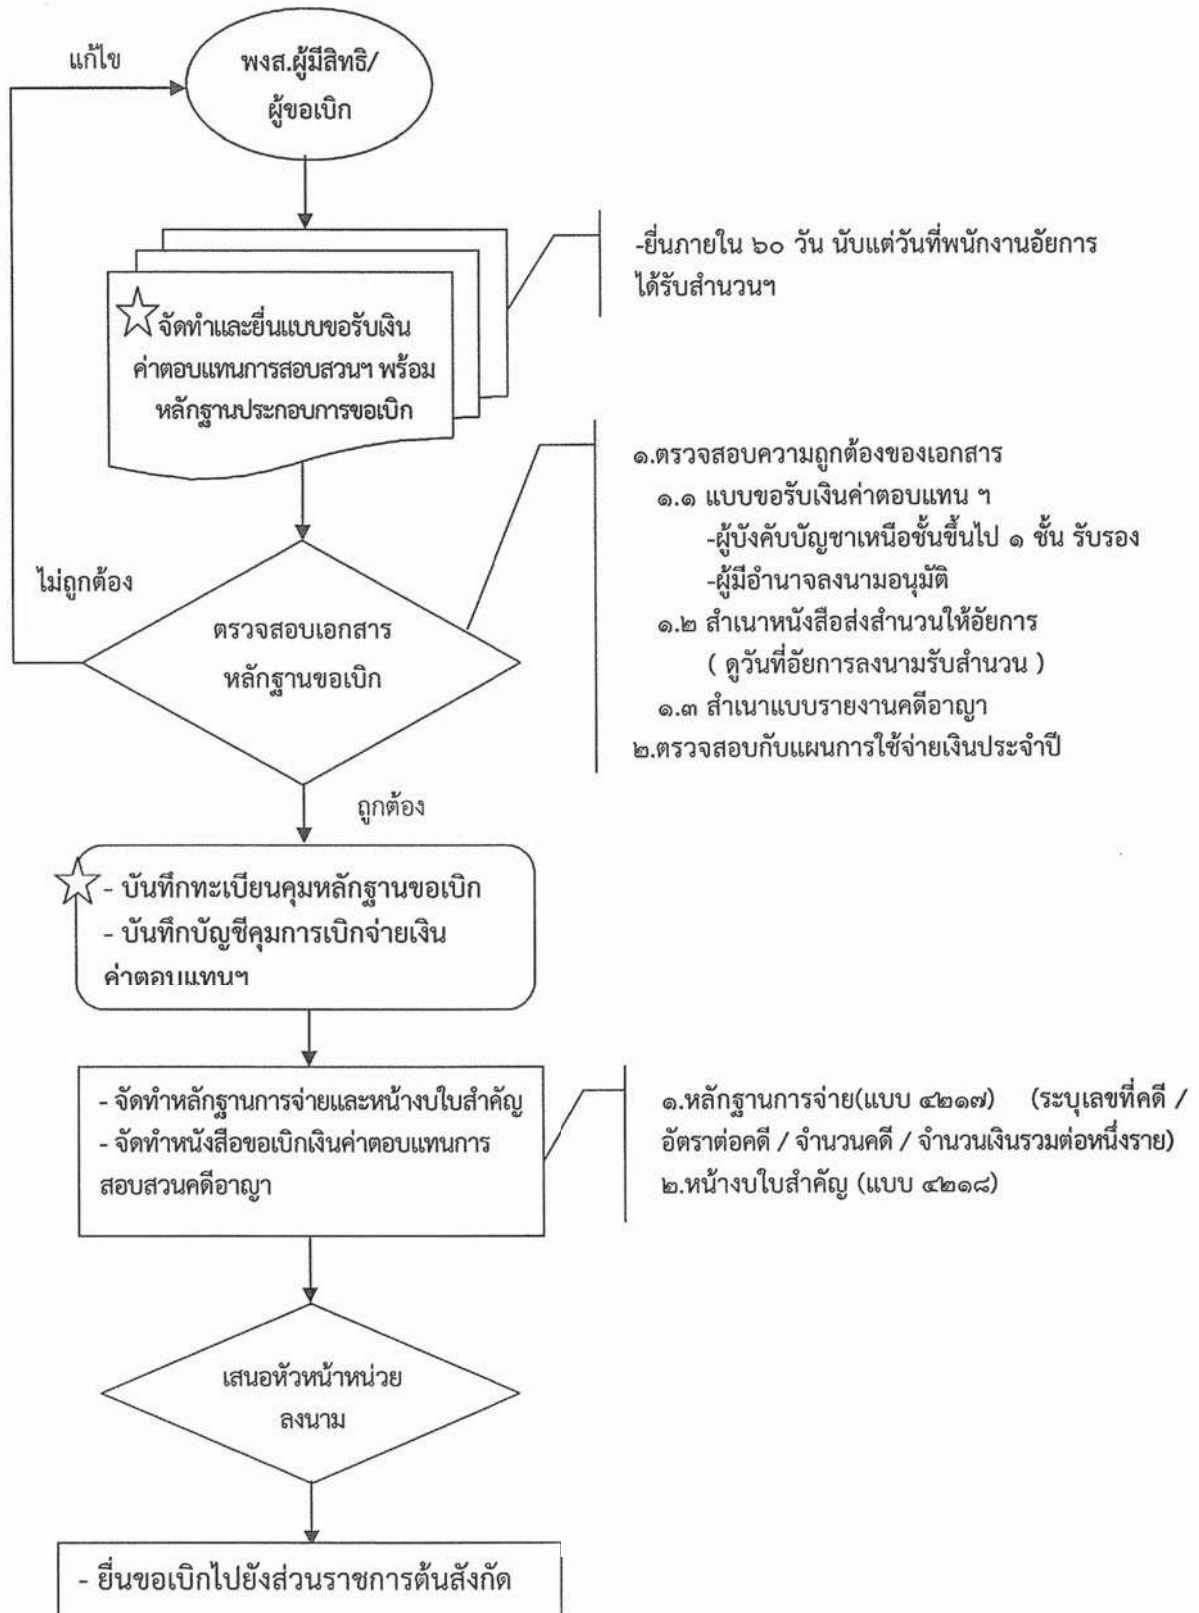 แก้ไข
พงส.ผู้มีสิทธิ/
ผู้ขอเบิก
-ยื่นภายใน ๖๐ วัน นับแต่วันที่พนักงานอัยการ
ได้รับสำนวนฯ
จัดทำและยื่นแบบขอรับเงิน
ค่าตอบแทนการสอบสวนฯ พร้อม
หลักฐานประกอบการขอเบิก
๑.ตรวจสอบความถูกต้องของเอกสาร
๑.๑ แบบขอรับเงินค่าตอบแทน ฯ
-ผู้บังคับบัญชาเหนือชั้นขึ้นไป ๑ ชั้น รับรอง
-ผู้มีอำนาจลงนามอนุมัติ
๑.๒ สำเนาหนังสือส่งสำนวนให้อัยการ
( ดูวันที่อัยการลงนามรับสำนวน )
๑.๓ สำเนาแบบรายงานคดีอาญา
๒.ตรวจสอบกับแผนการใช้จ่ายเงินประจำปี
ไม่ถูกต้อง
ตรวจสอบเอกสาร
หลักฐานขอเบิก
ถูกต้อง
- บันทึกทะเบียนคุมหลักฐานขอเบิก
- บันทึกบัญชีคุมการเบิกจ่ายเงิน
ค่าตอบแทนฯ
- จัดทำหลักฐานการจ่ายและหน้างบใบสำคัญ
- จัดทำหนังสือขอเบิกเงินค่าตอบแทนการ
สอบสวนคดีอาญา
๑.หลักฐานการจ่าย(แบบ ๔๒๑๗) (ระบุเลขที่คดี /
อัตราต่อคดี / จำนวนคดี / จำนวนเงินรวมต่อหนึ่งราย)
๒.หน้างบใบสำคัญ (แบบ ๔๒๑๘)
เสนอหัวหน้าหน่วย
ลงนาม
- ยื่นขอเบิกไปยังส่วนราชการต้นสังกัด